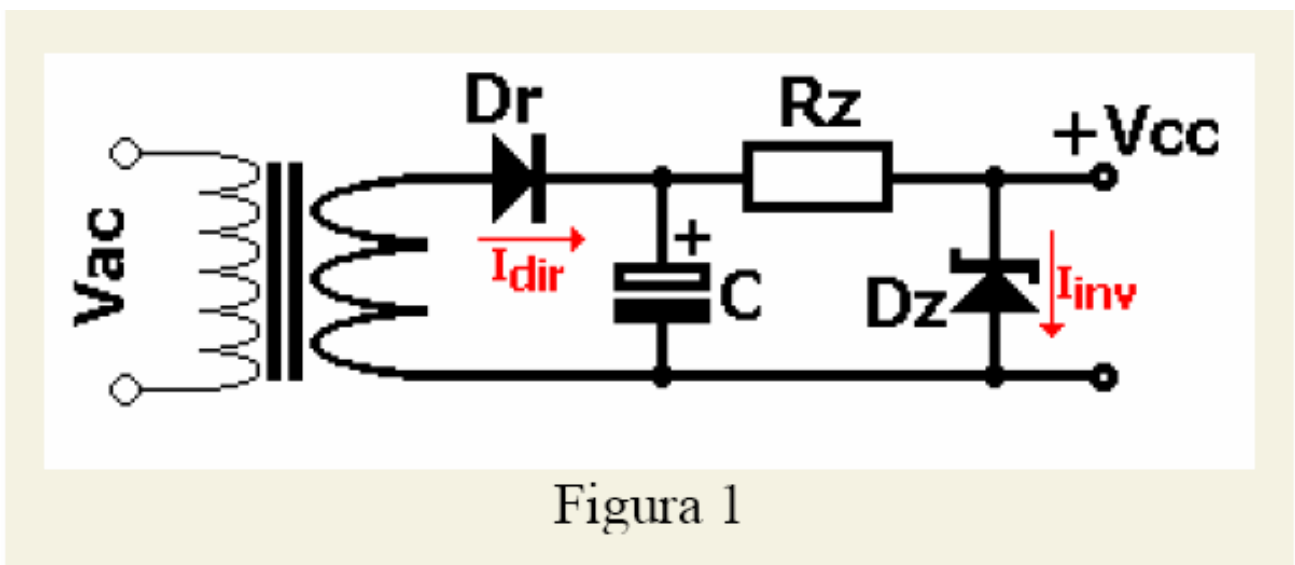 Dr
Rz
+Vcc
Vac
Idir
+
C
Dz
Iinv
Figura 1